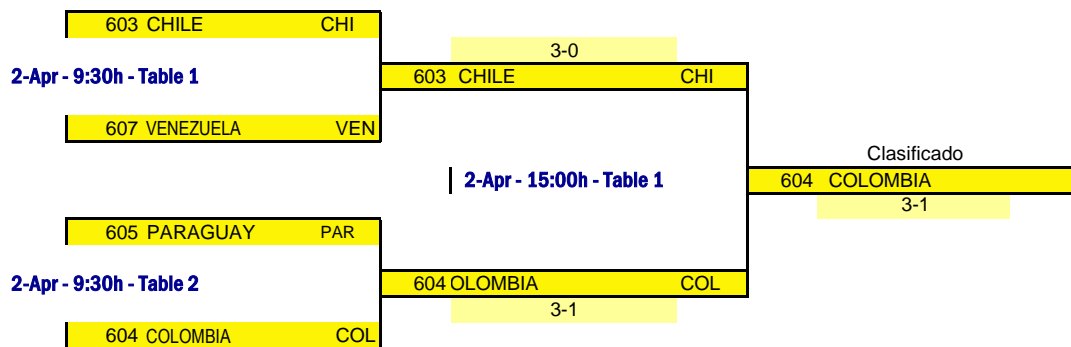 603 CHILE CHI
3-0
2-Apr - 9:30h - Table 1
603 CHILE CHI
607 VENEZUELA VEN
Clasificado
2-Apr - 15:00h - Table 1
604 COLOMBIA
3-1
605 PARAGUAY PAR
2-Apr - 9:30h - Table 2
604 OLOMBIA COL
3-1
604 COLOMBIA COL